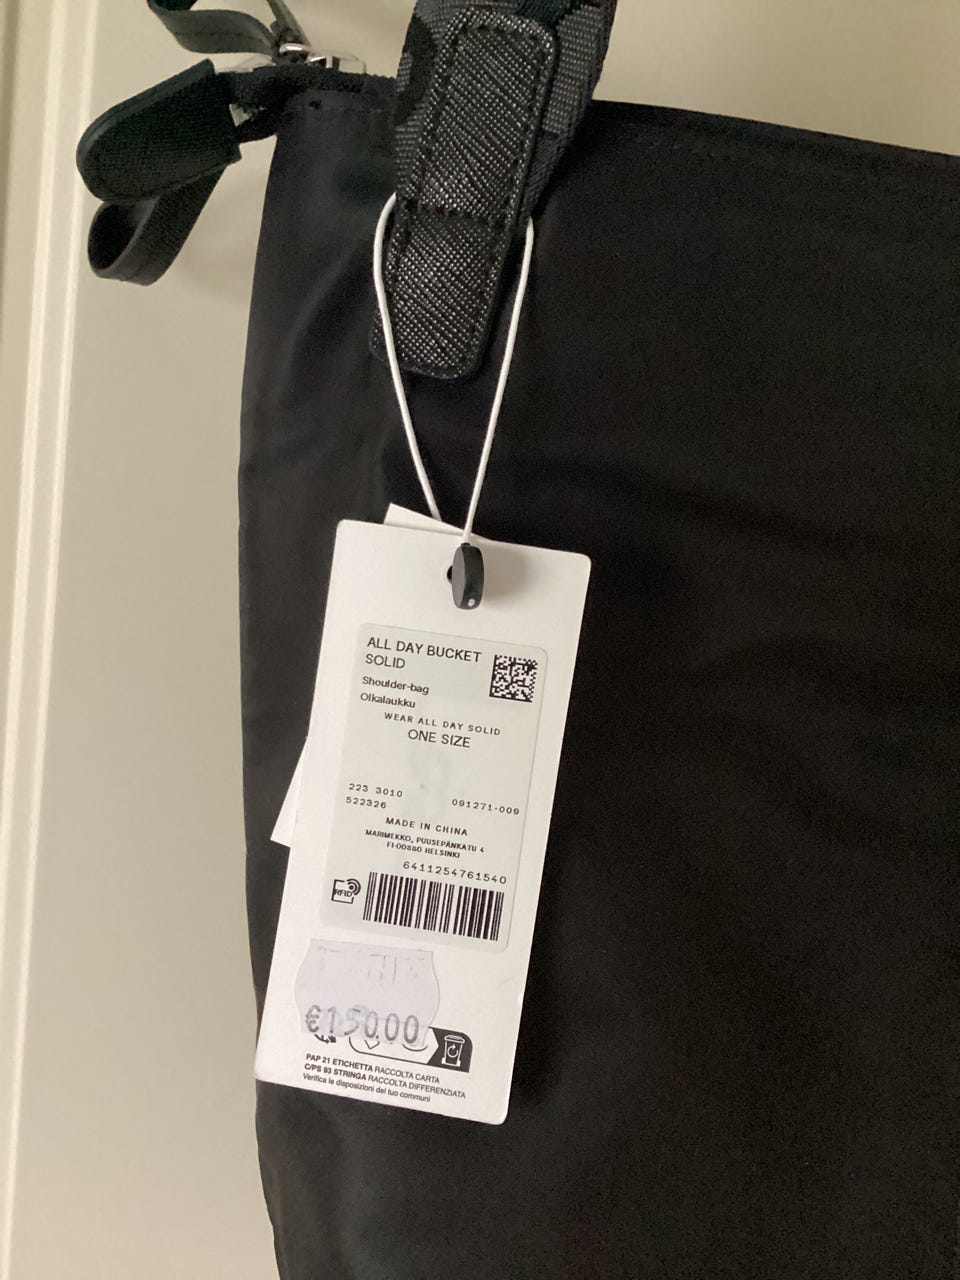 ALL DAY BUCKET
SOLID
Shoulder-bag
Olkalaukku
WEAR ALL DAY SOLID
ONE SIZE
223 3010
522326 091271-009
MADE IN CHINA
MARIMEKKO, PUUSEPÄNKATU 4
FI-00880 HELSINKI
6411254761540
RFID
€150.00
PAP 21 ETICHETTA RACCOLTA CARTA
C/PS 93 STRINGA RACCOLTA DIFFERENZIATA
Verifica le disposizioni del tuo comune